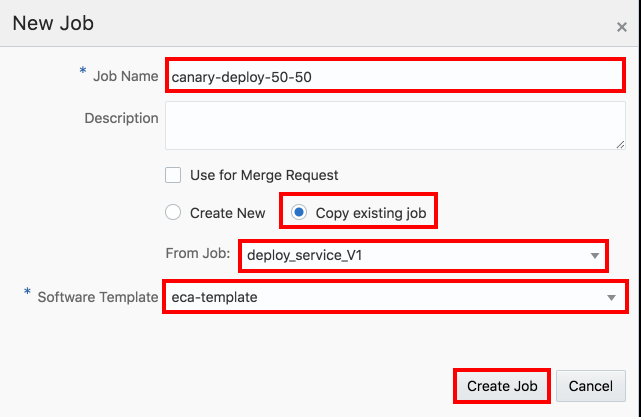 New Job
×
* Job Name canary-deploy-50-50
Description
Use for Merge Request
Create New Copy existing job
From Job: deploy_service_V1
* Software Template eca-template
Create Job Cancel